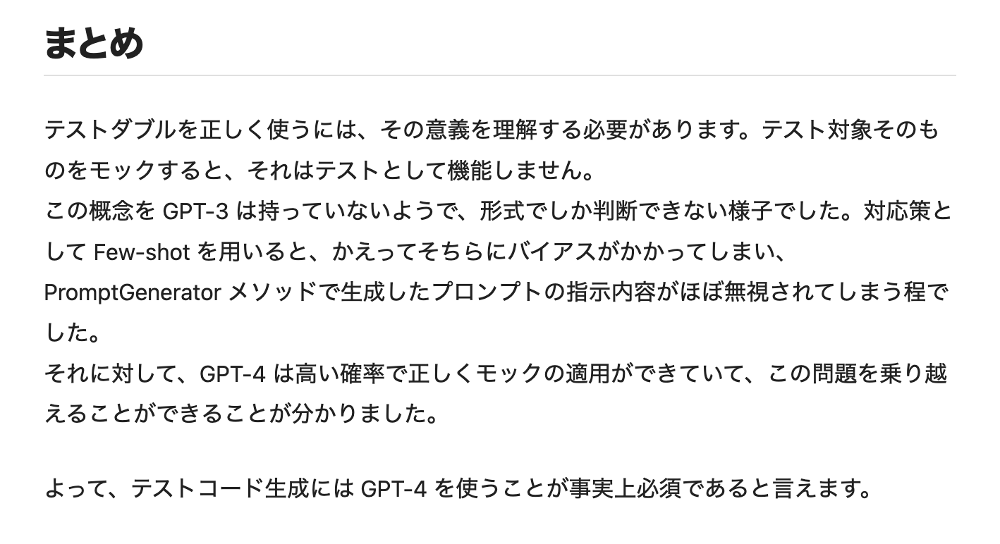 まとめ
テストダブルを正しく使うには、その意義を理解する必要があります。テスト対象そのも
のをモックすると、それはテストとして機能しません。
この概念を GPT-3 は持っていないようで、形式でしか判断できない様子でした。対応策と
して Few-shot を用いると、かえってそちらにバイアスがかかってしまい、
PromptGenerator メソッドで生成したプロンプトの指示内容がほぼ無視されてしまう程で
した。
それに対して、GPT-4 は高い確率で正しくモックの適用ができていて、この問題を乗り越
えることができることが分かりました。
よって、テストコード生成には GPT-4 を使うことが事実上必須であると言えます。